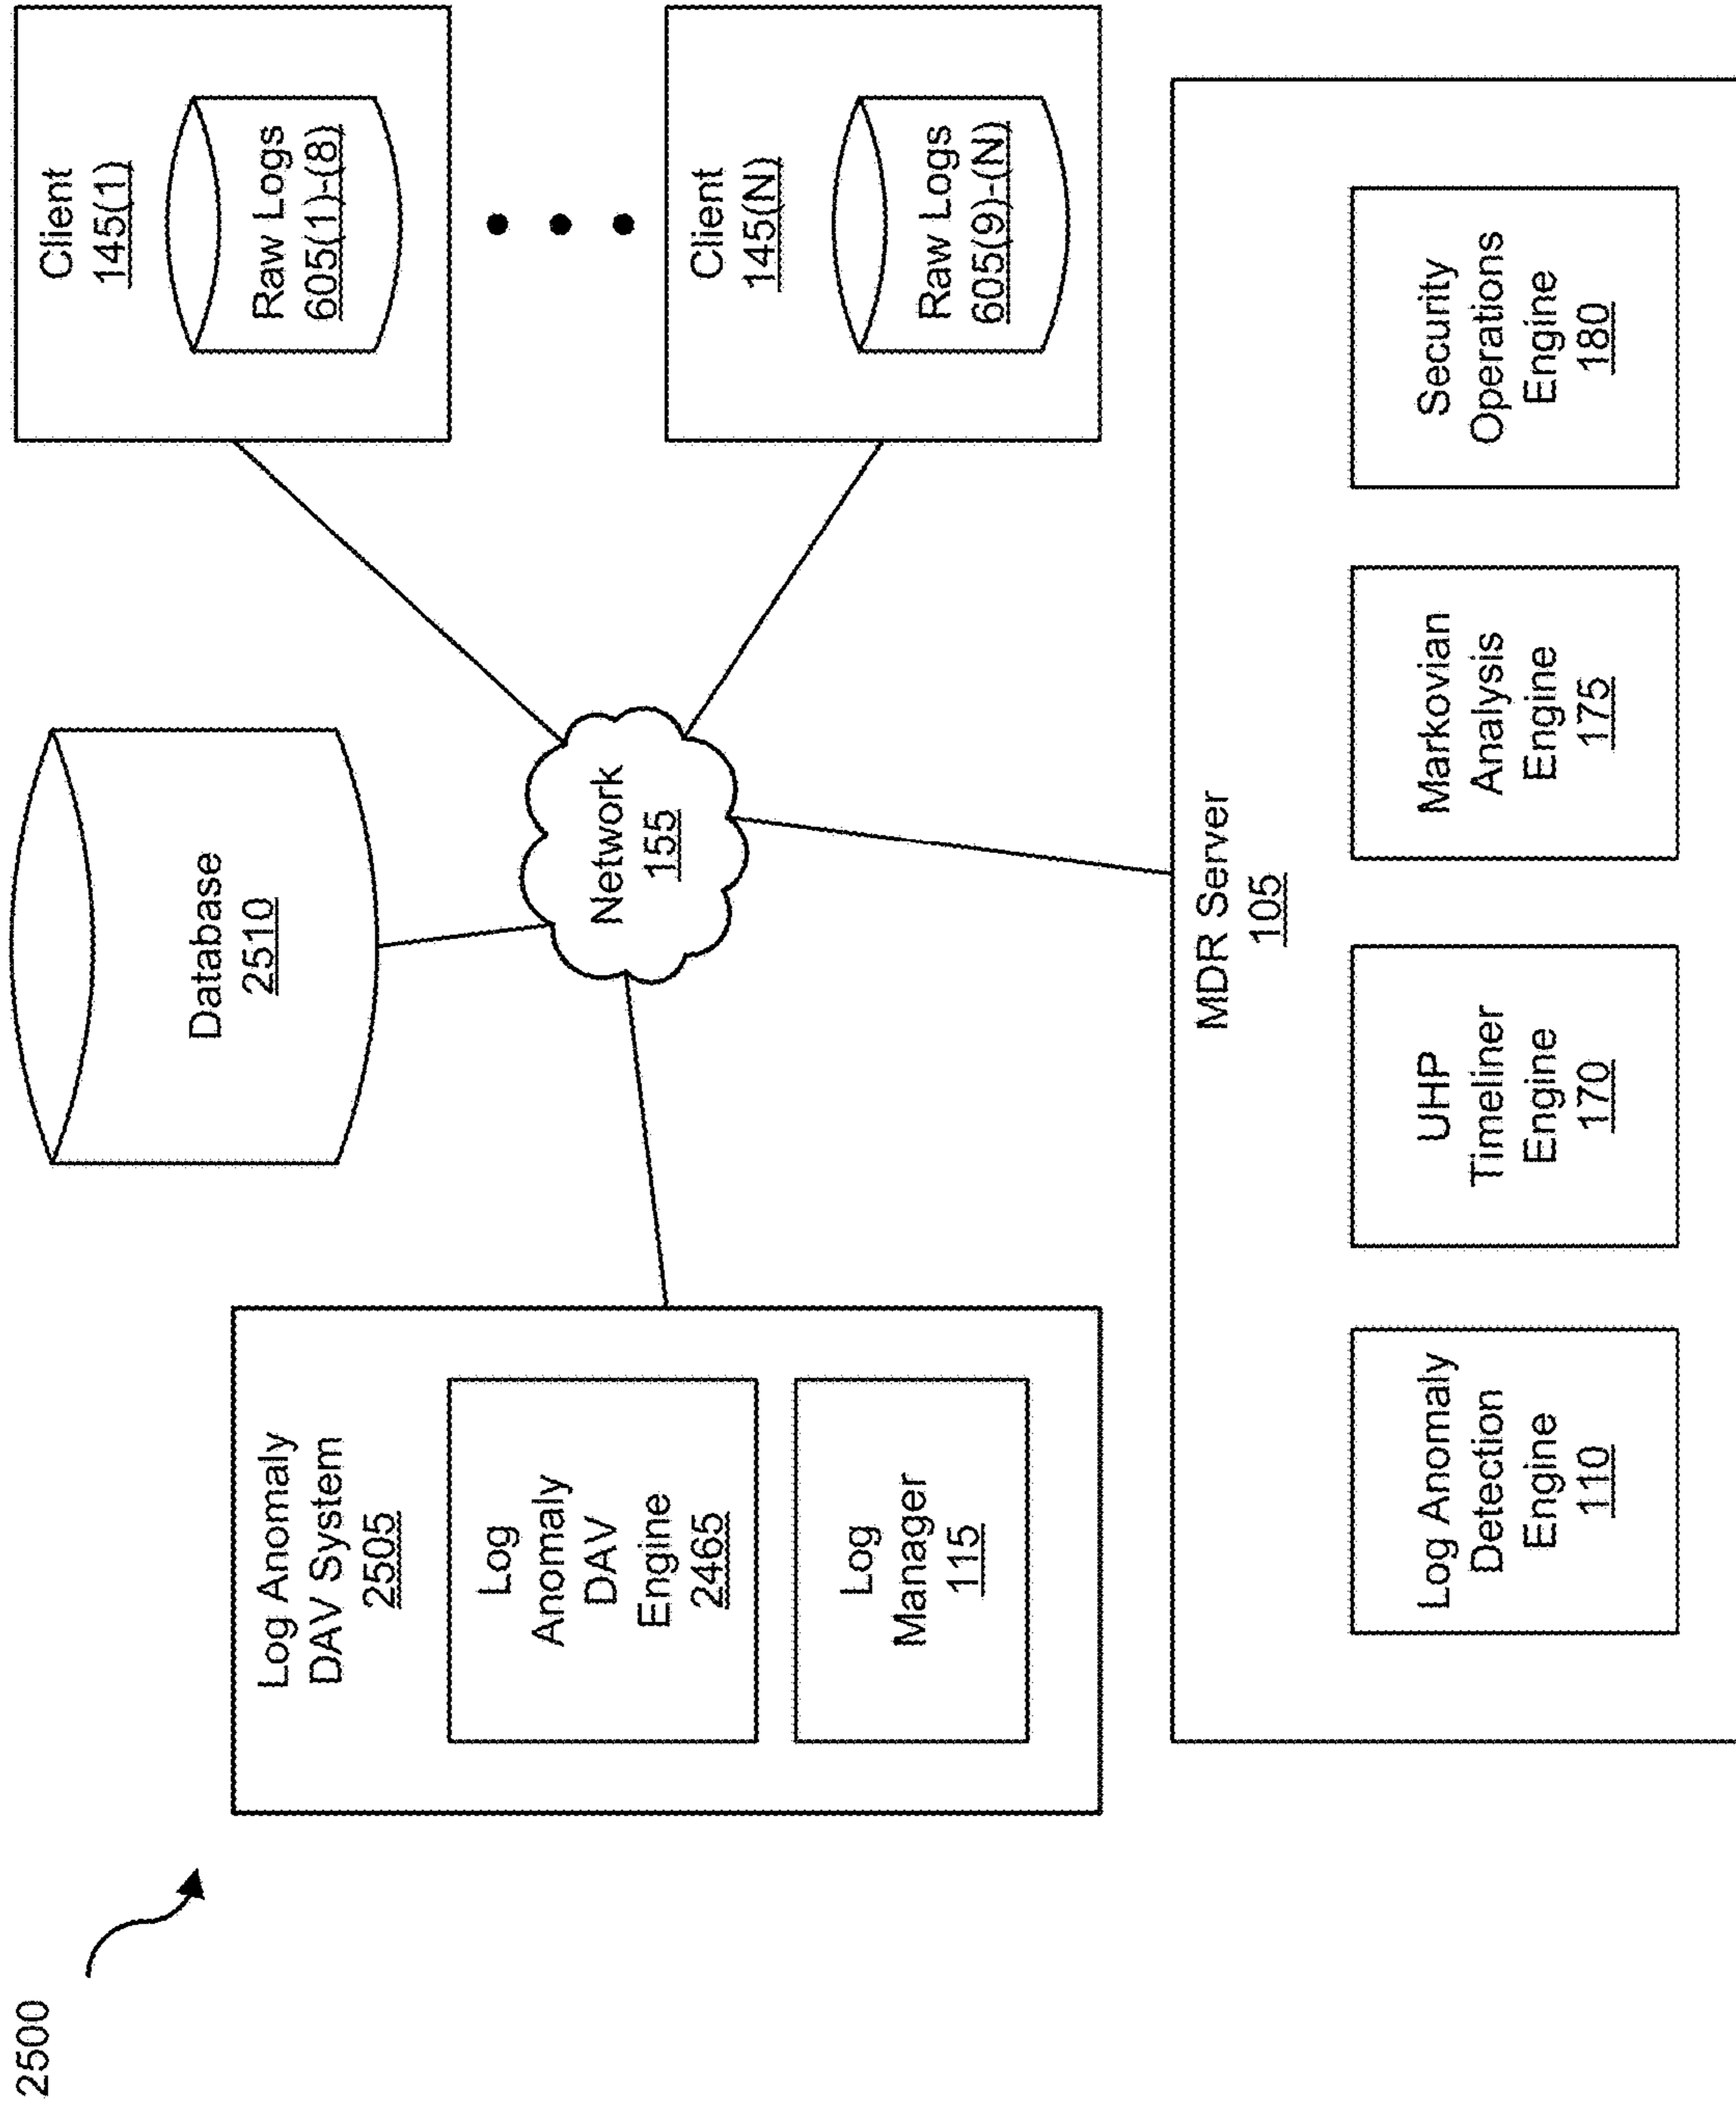 2500
Log Anomaly
DAV System
2505
Log
Anomaly
DAV
Engine
2465
Log
Manager
115
Database
2510
Network
155
Client
145(1)
Raw Logs
605(1)-(8)
Client
145(N)
Raw Logs
605(9)-(N)
MDR Server
105
Log Anomaly
Detection
Engine
110
UHP
Timeliner
Engine
170
Markovian
Analysis
Engine
175
Security
Operations
Engine
180